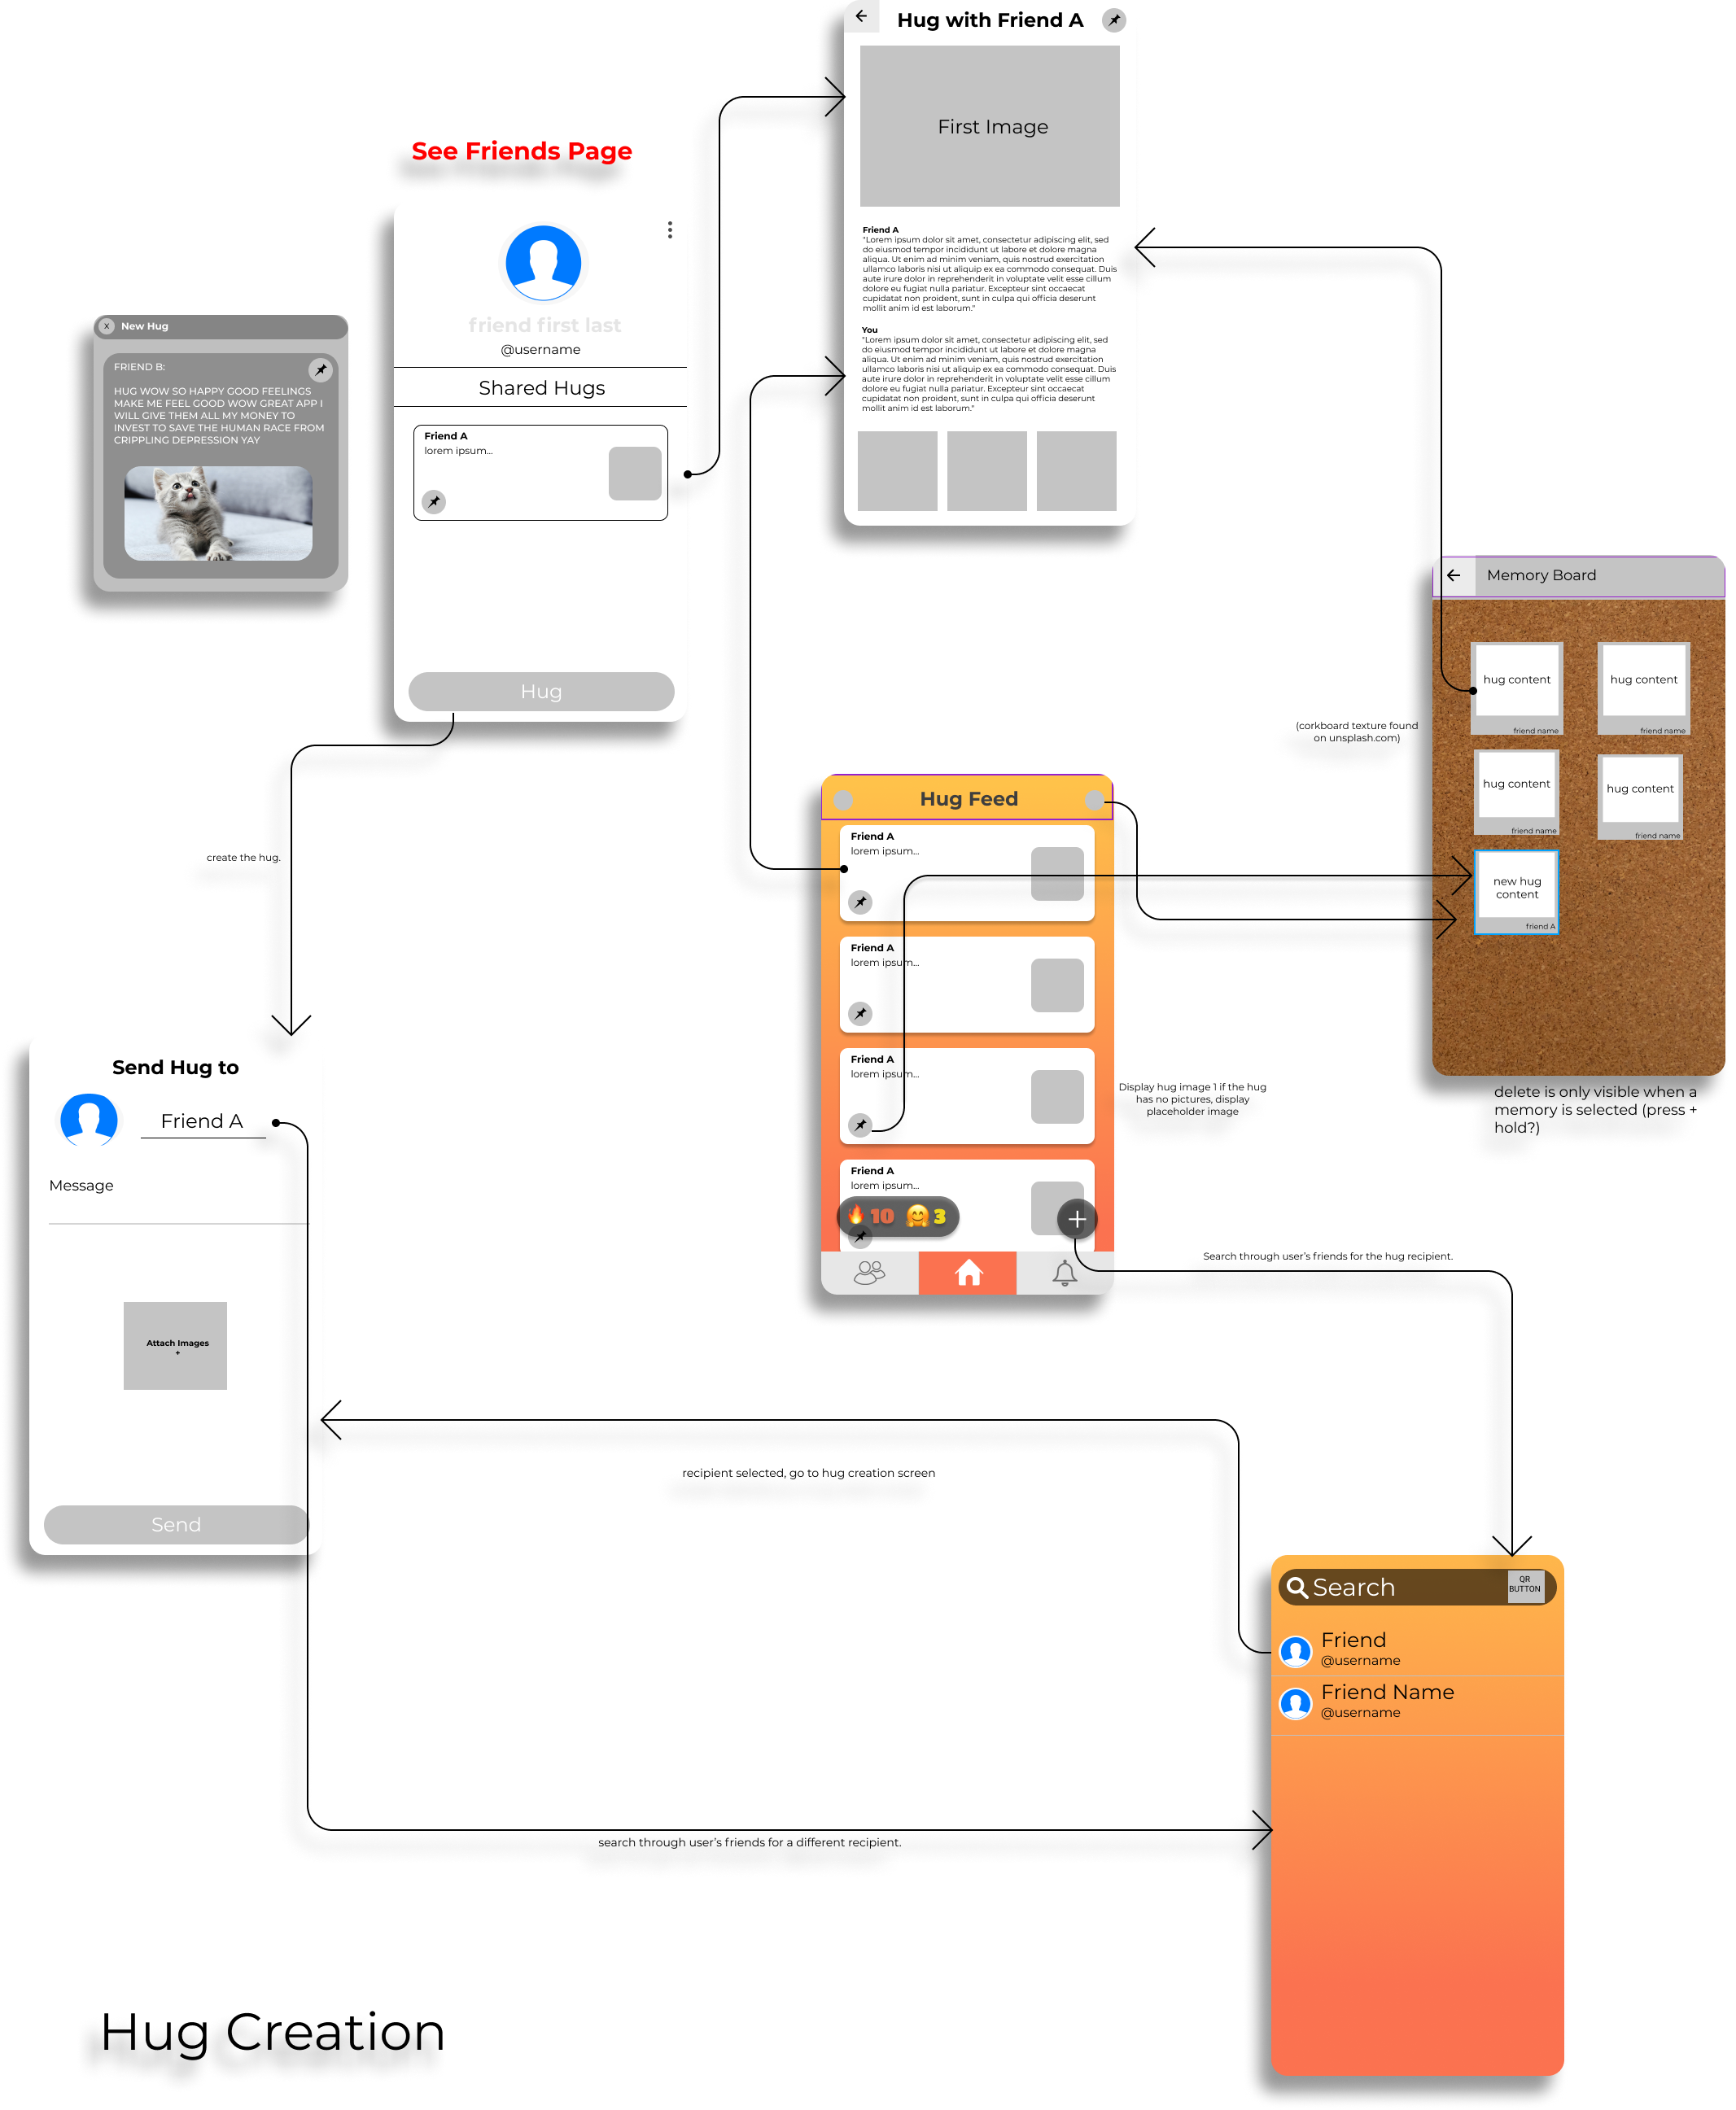 Hug with Friend A
First Image
Friend A
"Lorem ipsum dolor sit amet, consectetur adipiscing elit, sed
do eiusmod tempor incididunt ut labore et dolore magna
aliqua. Ut enim ad minim veniam, quis nostrud exercitation
ullamco laboris nisi ut aliquip ex ea commodo consequat. Duis
aute irure dolor in reprehenderit in voluptate velit esse cillum
dolore eu fugiat nulla pariatur. Excepteur sint occaecat
cupidatat non proident, sunt in culpa qui officia deserunt
mollit anim id est laborum."
You
"Lorem ipsum dolor sit amet, consectetur adipiscing elit, sed
do eiusmod tempor incididunt ut labore et dolore magna
aliqua. Ut enim ad minim veniam, quis nostrud exercitation
ullamco laboris nisi ut aliquip ex ea commodo consequat. Duis
aute irure dolor in reprehenderit in voluptate velit esse cillum
dolore eu fugiat nulla pariatur. Excepteur sint occaecat
cupidatat non proident, sunt in culpa qui officia deserunt
mollit anim id est laborum."
See Friends Page
friend first last
@username
Shared Hugs
Friend A
lorem ipsum...
Hug
X New Hug
FRIEND B:
HUG WOW SO HAPPY GOOD FEELINGS
MAKE ME FEEL GOOD WOW GREAT APP I
WILL GIVE THEM ALL MY MONEY TO
INVEST TO SAVE THE HUMAN RACE FROM
CRIPPLING DEPRESSION YAY
Memory Board
hug content
friend name
hug content
friend name
hug content
friend name
hug content
friend name
new hug
content
friend A
(corkboard texture found
on unsplash.com)
delete is only visible when a
memory is selected (press +
hold?)
Hug Feed
Friend A
lorem ipsum...
Friend A
lorem ipsum...
Friend A
lorem ipsum...
Friend A
lorem ipsum...
10 3
+
Display hug image 1 if the hug
has no pictures, display
placeholder image
create the hug.
Send Hug to
Friend A
Message
Attach Images
+
Send
Search through user's friends for the hug recipient.
recipient selected, go to hug creation screen
Search
QR
BUTTON
Friend
@username
Friend Name
@username
search through user's friends for a different recipient.
Hug Creation